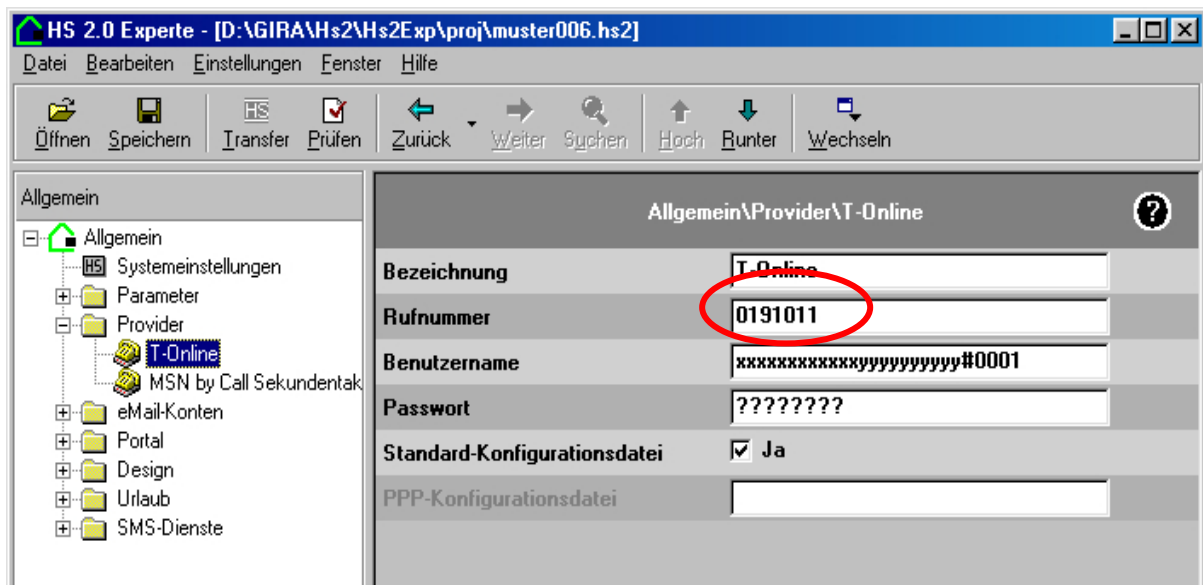 HS 2.0 Experte - [D:\GIRA\Hs2\Hs2Exp\proj\muster006.hs2]
Datei Bearbeiten Einstellungen Fenster Hilfe
Öffnen Speichern Transfer Prüfen Zurück Weiter Suchen Hoch Runter Wechseln
Allgemein
Allgemein\Provider\T-Online
Allgemein
HS Systemeinstellungen
Parameter
Provider
T-Online
MSN by Call Sekundentak
eMail-Konten
Portal
Design
Urlaub
SMS-Dienste
Bezeichnung T-Online
Rufnummer 0191011
Benutzername xxxxxxxxxxxxyyyyyyyyyy#0001
Passwort ????????
Standard-Konfigurationsdatei Ja
PPP-Konfigurationsdatei